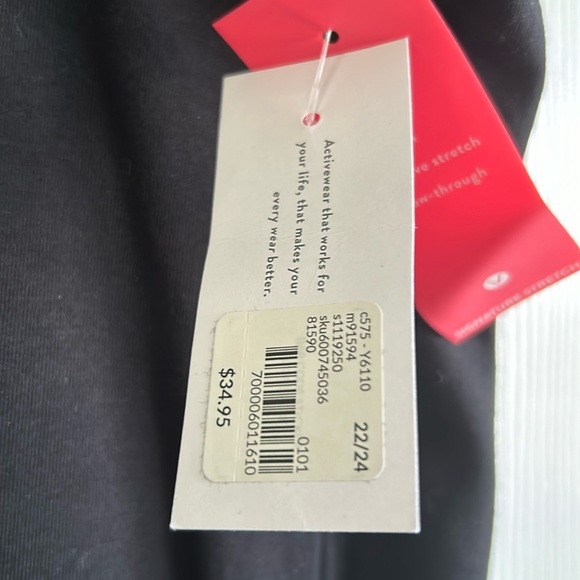 Activewear that works for
your life, that makes your
every wear better.
c575 - Y6110
m91594
s1119250
sku600745036
81590
22/24
0101
700006011610
$34.95
stretch
through
SIGNATURE STRETCH